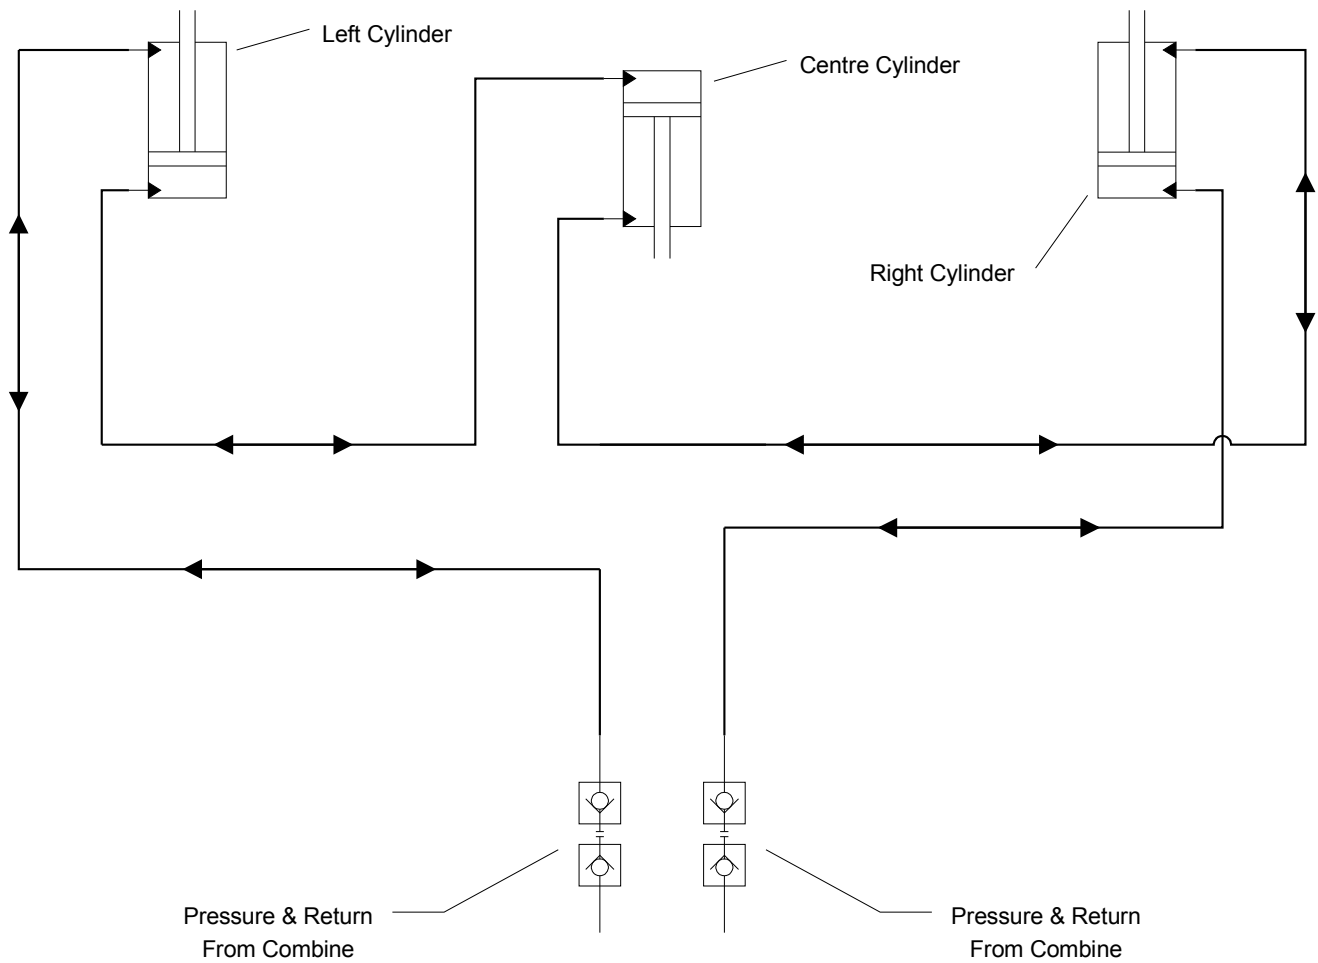 Left Cylinder
Centre Cylinder
Right Cylinder
Pressure & Return
From Combine
Pressure & Return
From Combine